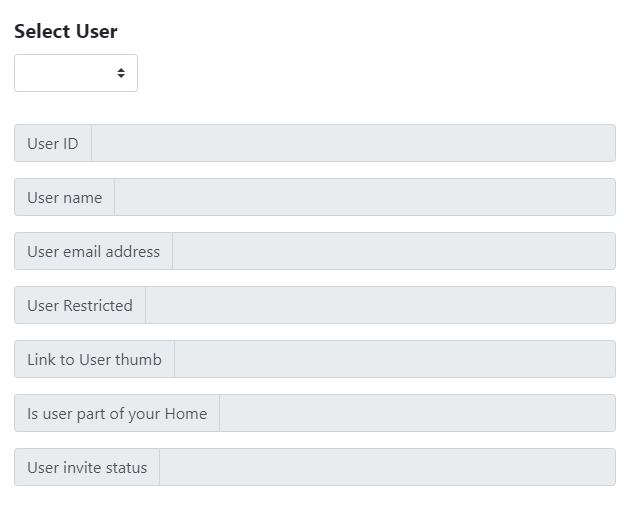 Select User
User ID
User name
User email address
User Restricted
Link to User thumb
Is user part of your Home
User invite status